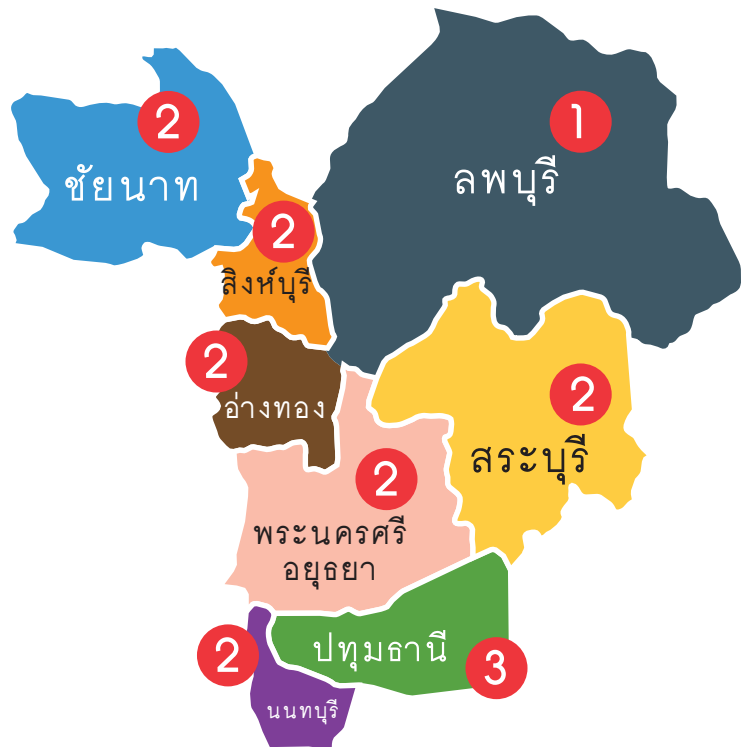 2
ชัยนาท
1
ลพบุรี
2
สิงห์บุรี
2
อ่างทอง
2
สระบุรี
2
พระนครศรี
อยุธยา
ปทุมธานี
3
2
นนทบุรี